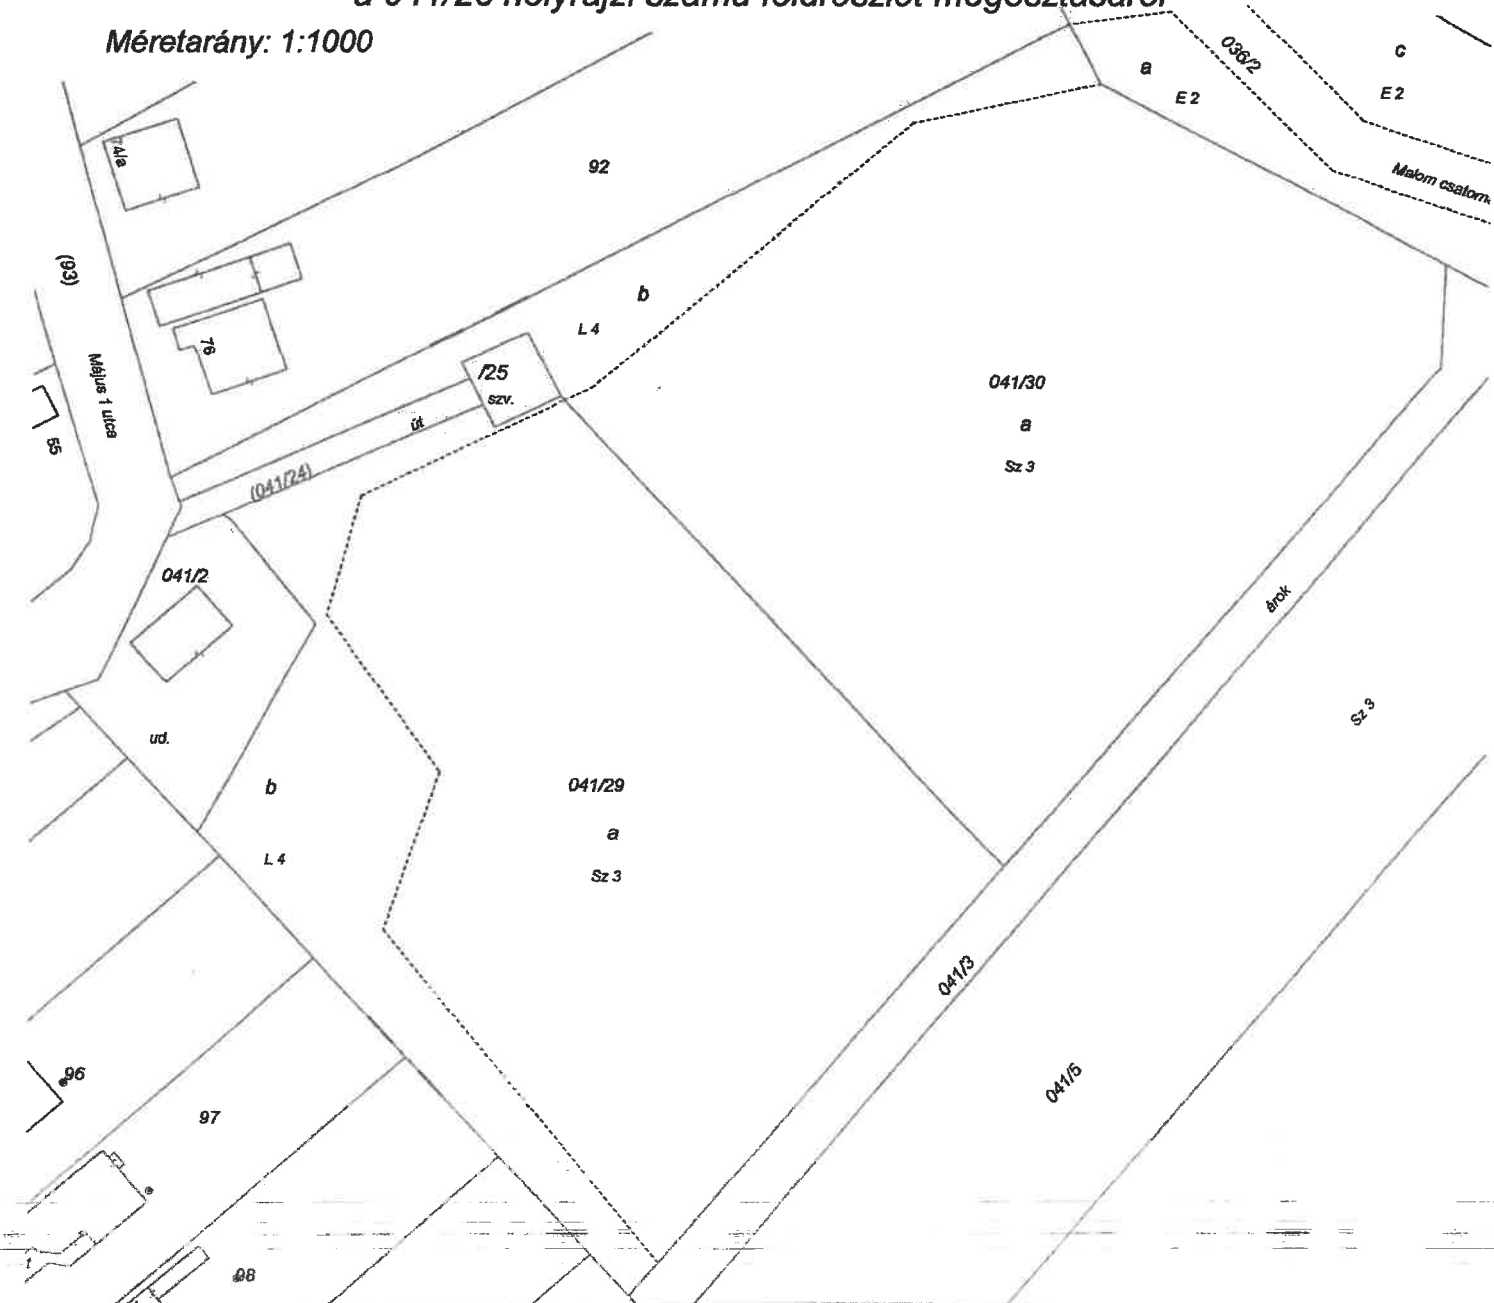 földrészlet megosztásáról
Méretarány: 1:1000
a
E 2
036/2
c
E 2
Malom csatorna
74/a
92
(93)
76
b
L 4
Május 1 utca
55
/25
szv.
út
(041/24)
041/30
a
Sz 3
041/2
ud.
árok
Sz 3
b
L 4
041/29
a
Sz 3
041/3
041/5
96
97
98